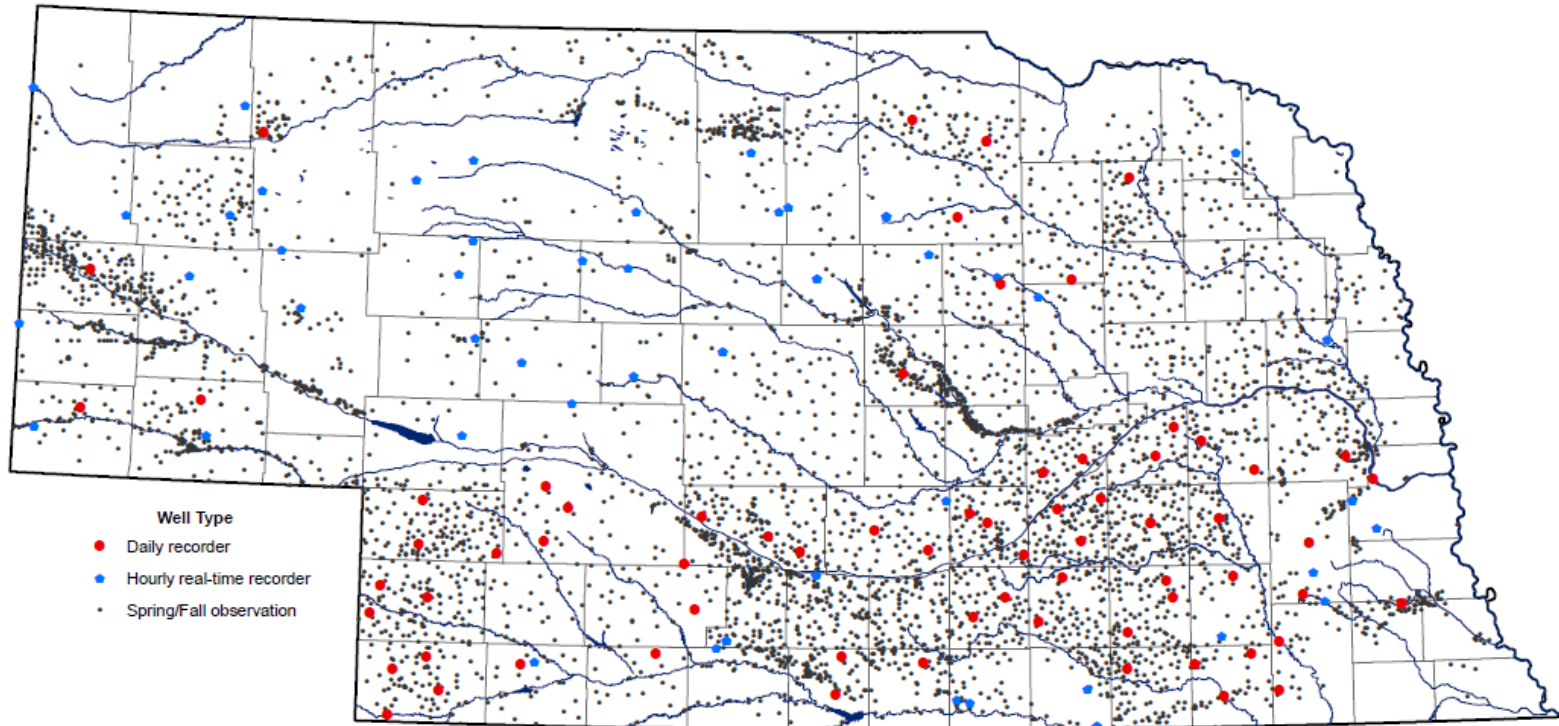 Well Type
Daily recorder
Hourly real-time recorder
Spring/Fall observation